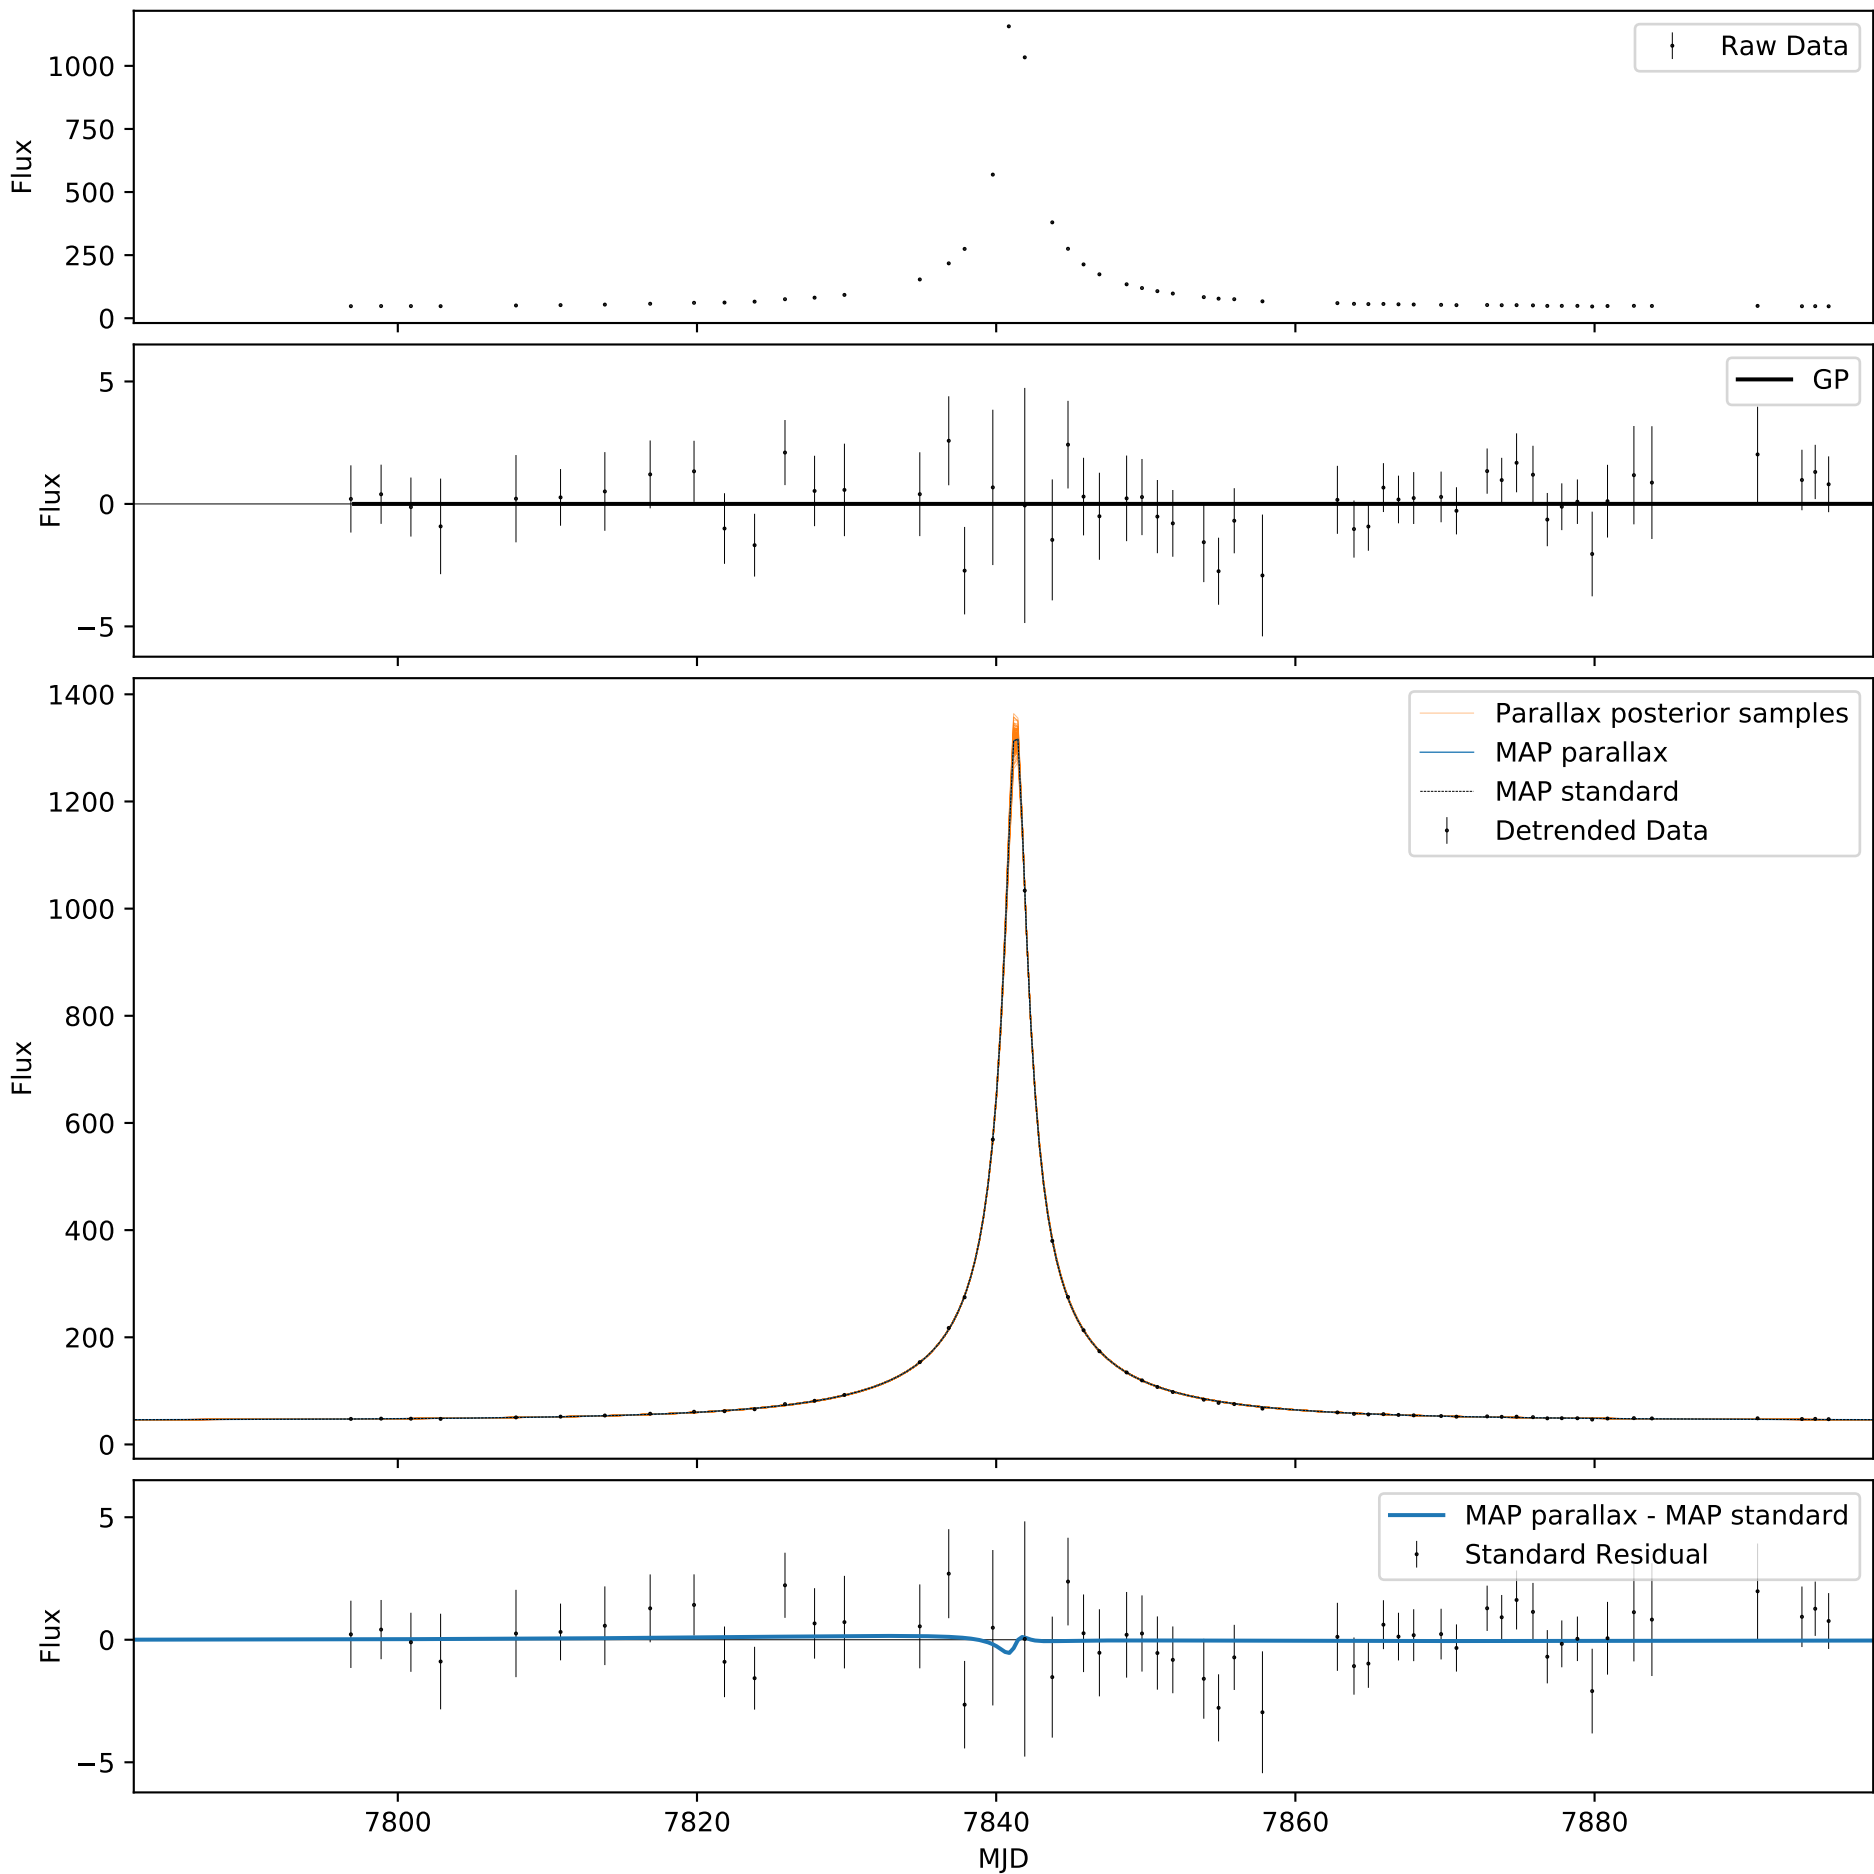 Flux
1000
750
500
250
0
Raw Data
Flux
5
0
−5
GP
Flux
1400
1200
1000
800
600
400
200
0
Parallax posterior samples
MAP parallax
MAP standard
Detrended Data
Flux
5
0
−5
MAP parallax - MAP standard
Standard Residual
7800 7820 7840 7860 7880
MJD